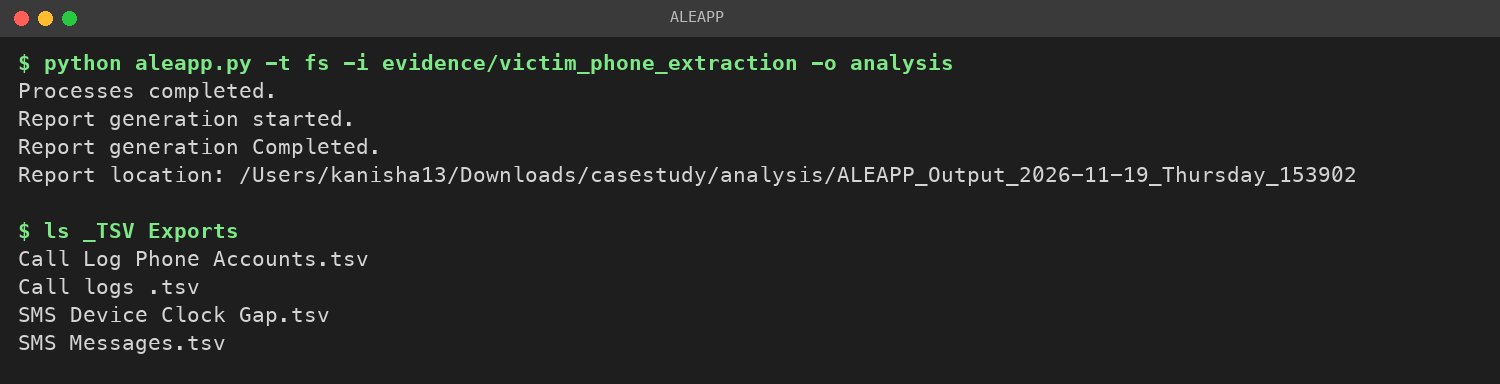 ALEAPP
$ python aleapp.py -t fs -i evidence/victim_phone_extraction -o analysis
Processes completed.
Report generation started.
Report generation Completed.
Report location: /Users/kanisha13/Downloads/casestudy/analysis/ALEAPP_Output_2026-11-19_Thursday_153902
$ ls _TSV Exports
Call Log Phone Accounts.tsv
Call logs .tsv
SMS Device Clock Gap.tsv
SMS Messages.tsv